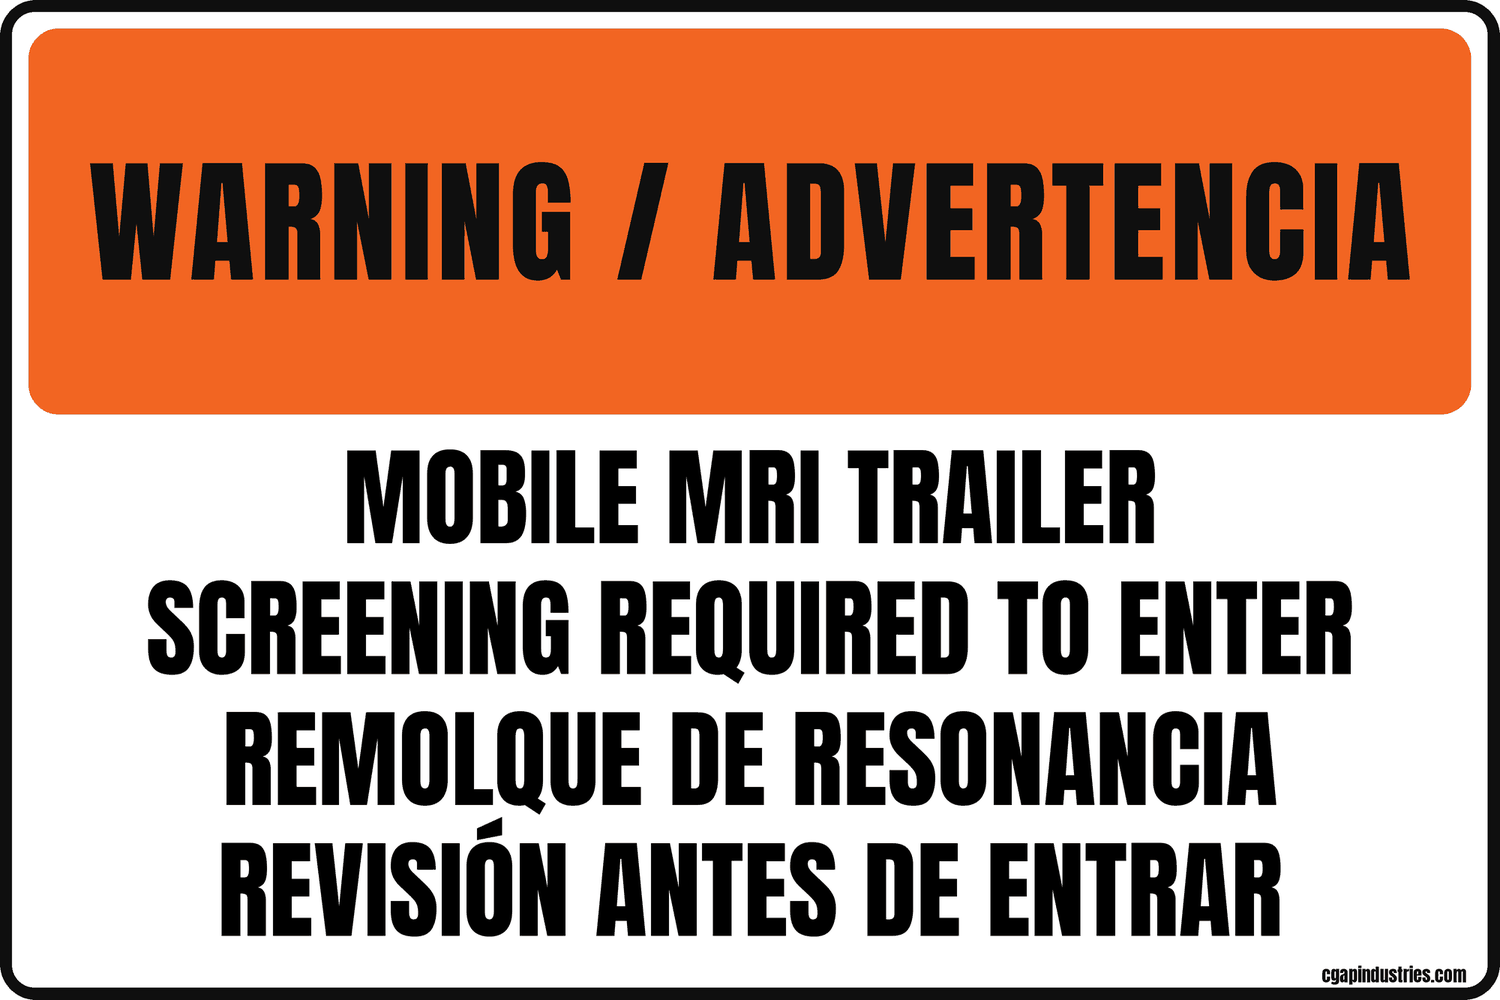 WARNING / ADVERTENCIA
MOBILE MRI TRAILER
SCREENING REQUIRED TO ENTER
REMOLQUE DE RESONANCIA
REVISIÓN ANTES DE ENTRAR
cgapindustries.com